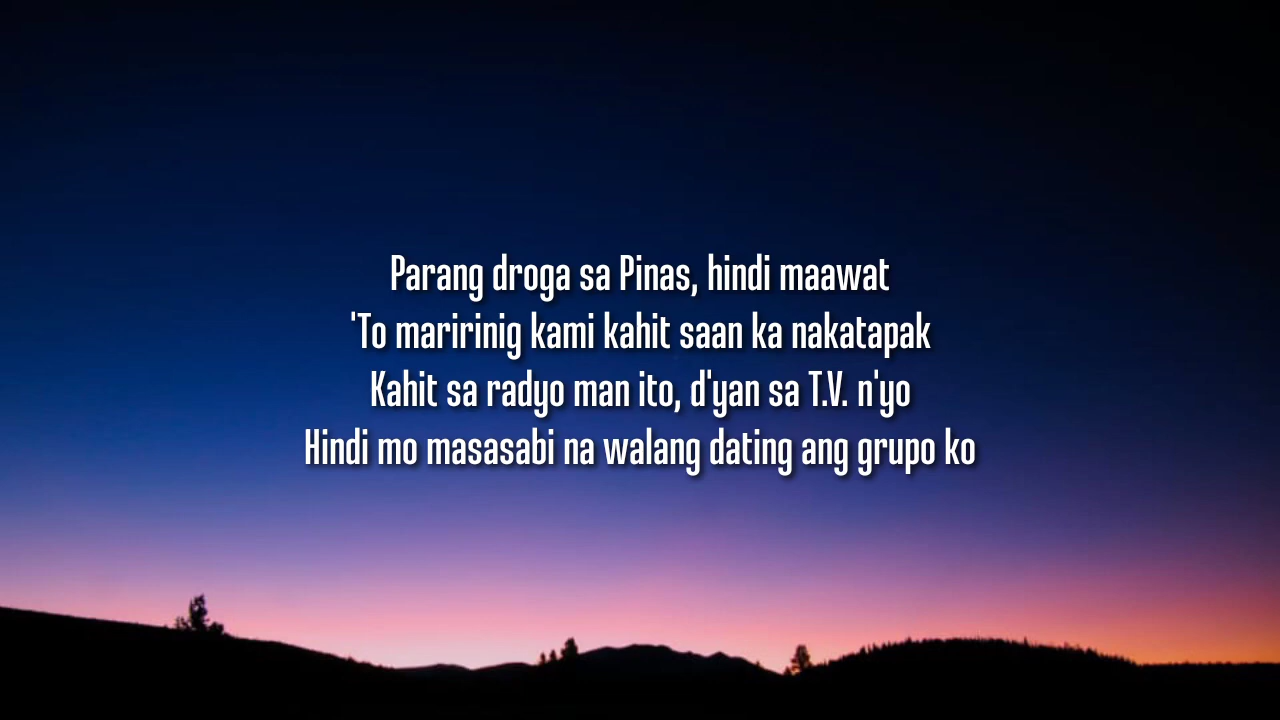 Parang droga sa Pinas, hindi maawat
'To maririnig kami kahit saan ka nakatapak
Kahit sa radyo man ito, d'yan sa T.V. n'yo
Hindi mo masasabi na walang dating ang grupo ko